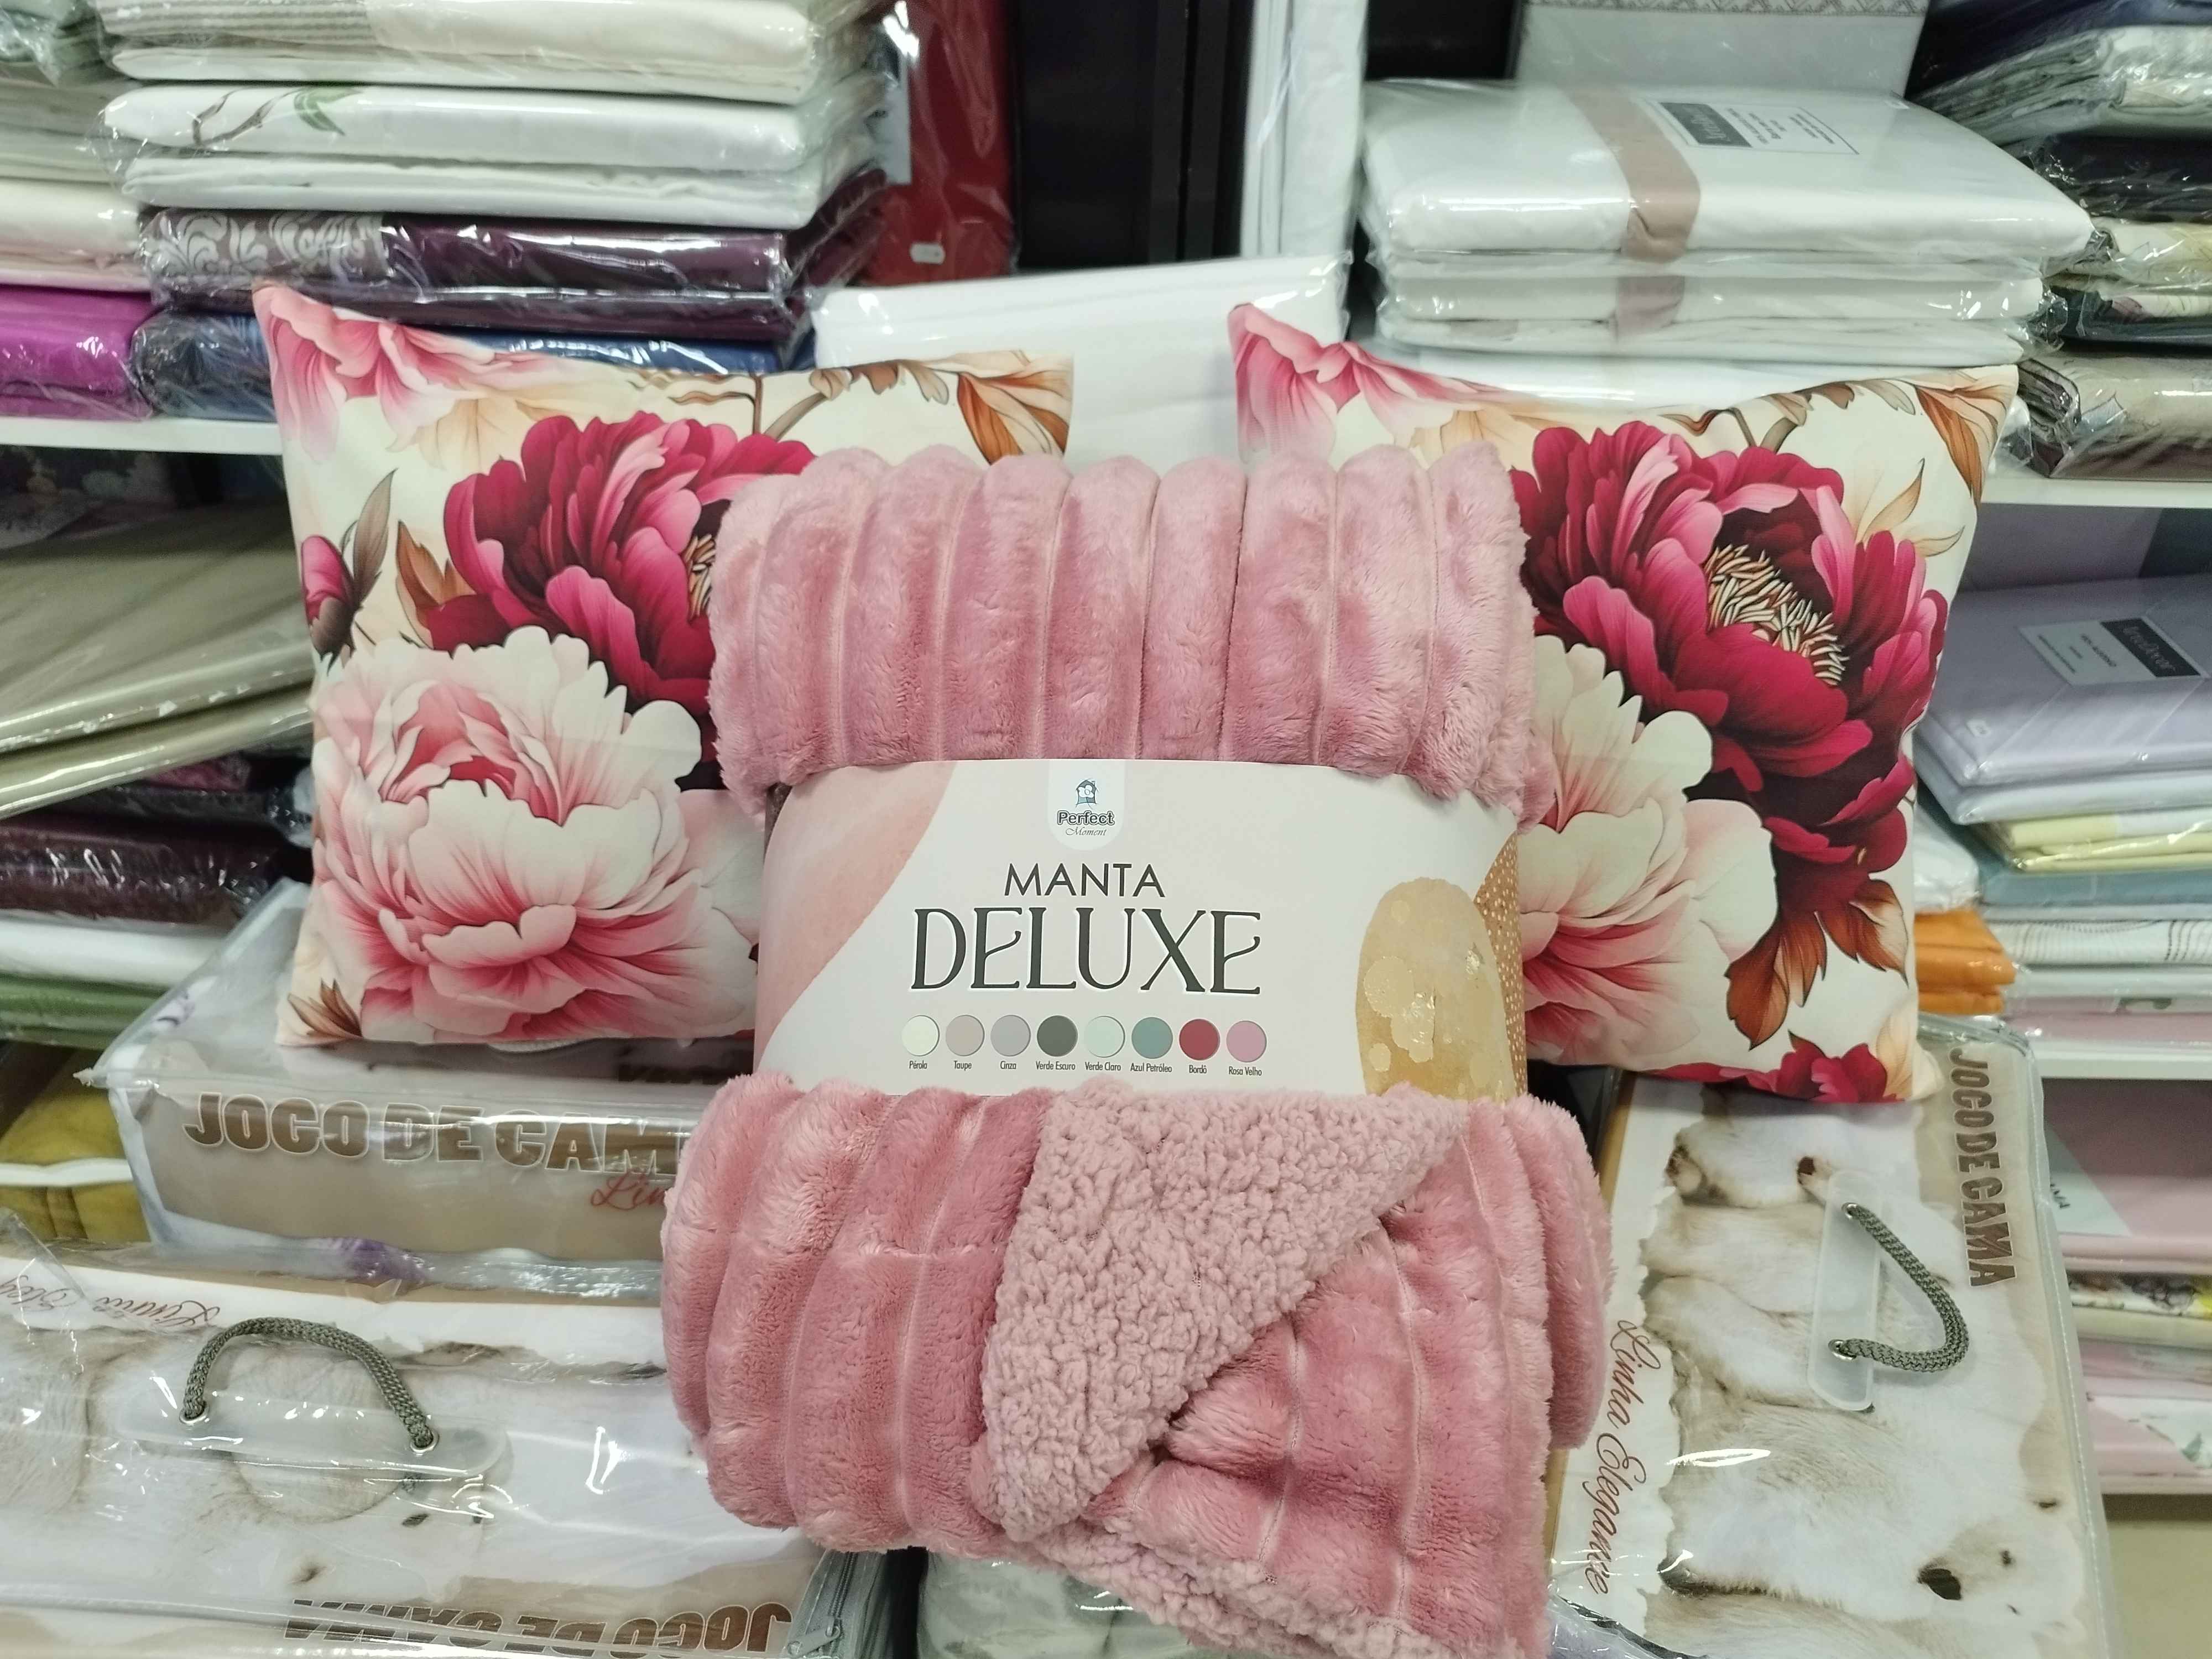 Perfect
Moment
MANTA
DELUXE
Pérola
Taupe
Cinza
Verde Escuro
Verde Claro
Azul Petróleo
Bordô
Rosa Velho
JOGO DE CAM
JOGO DE CAMA
Linha Elegance
JOGO DE CAMA